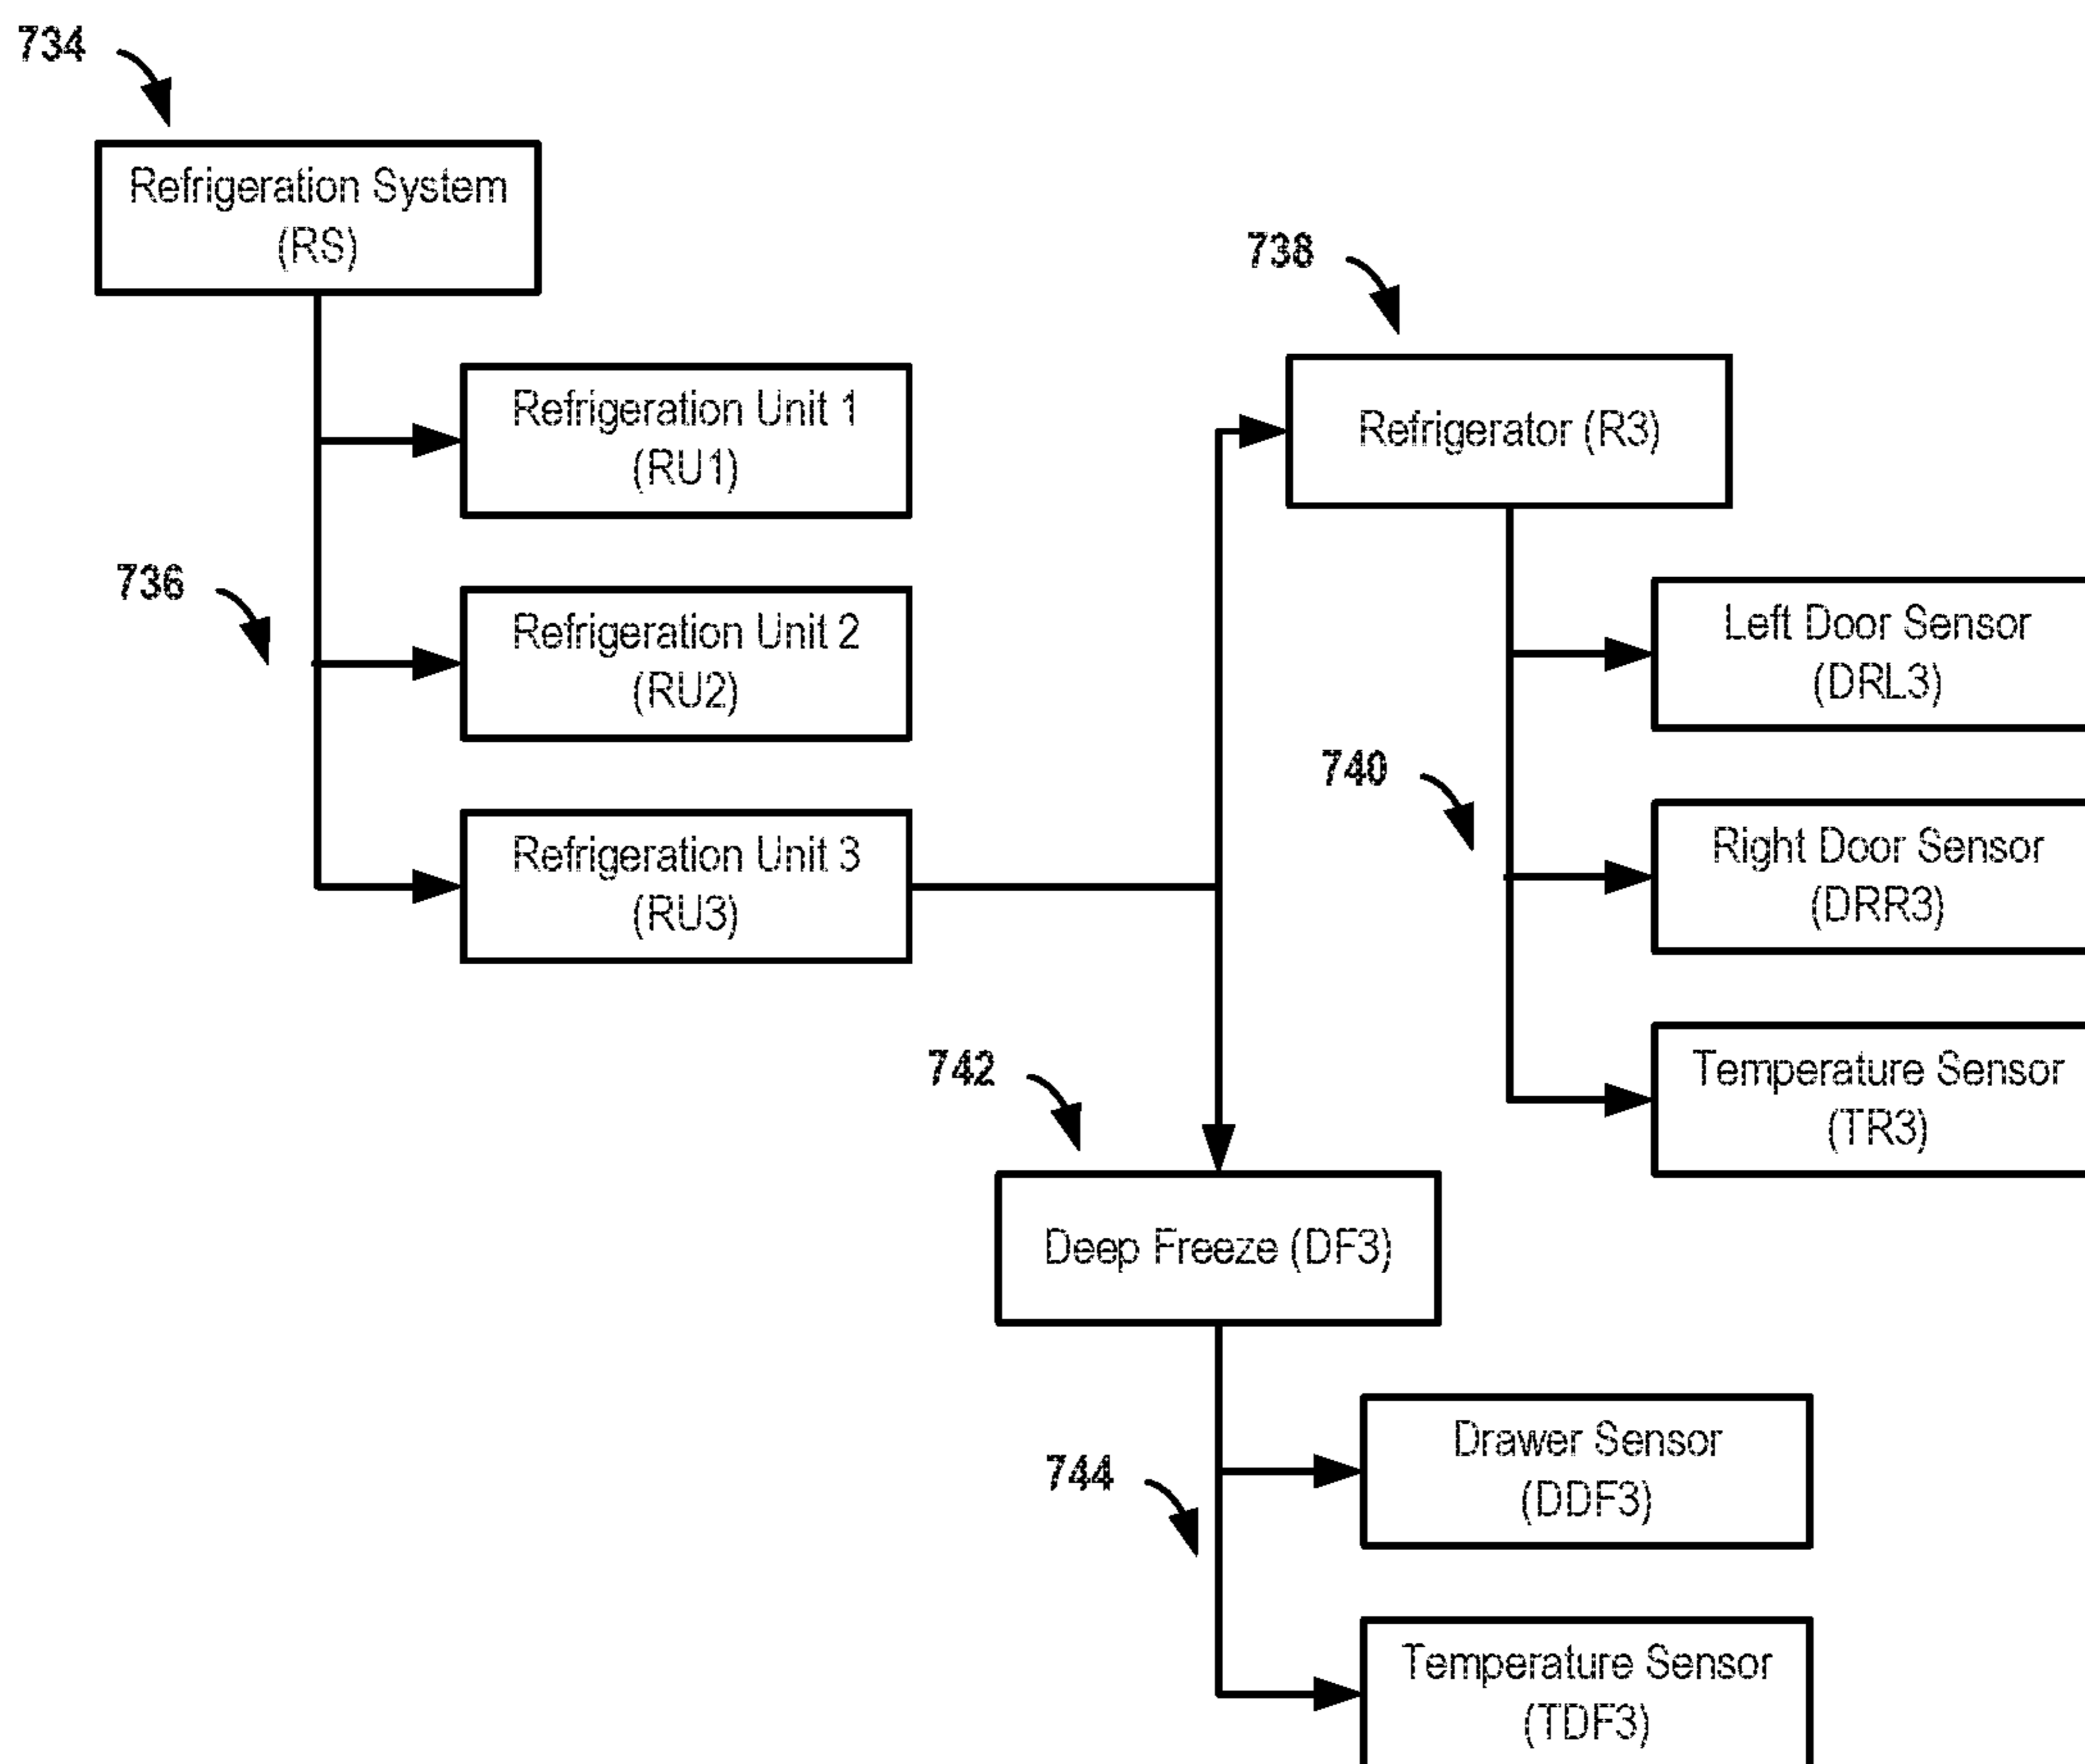 734
Refrigeration System
(RS)
738
Refrigeration Unit 1
(RU1)
Refrigerator (R3)
736
Refrigeration Unit 2
(RU2)
Left Door Sensor
(DRL3)
740
Refrigeration Unit 3
(RU3)
Right Door Sensor
(DRR3)
742
Temperature Sensor
(TR3)
Deep Freeze (DF3)
744
Drawer Sensor
(DDF3)
Temperature Sensor
(TDF3)